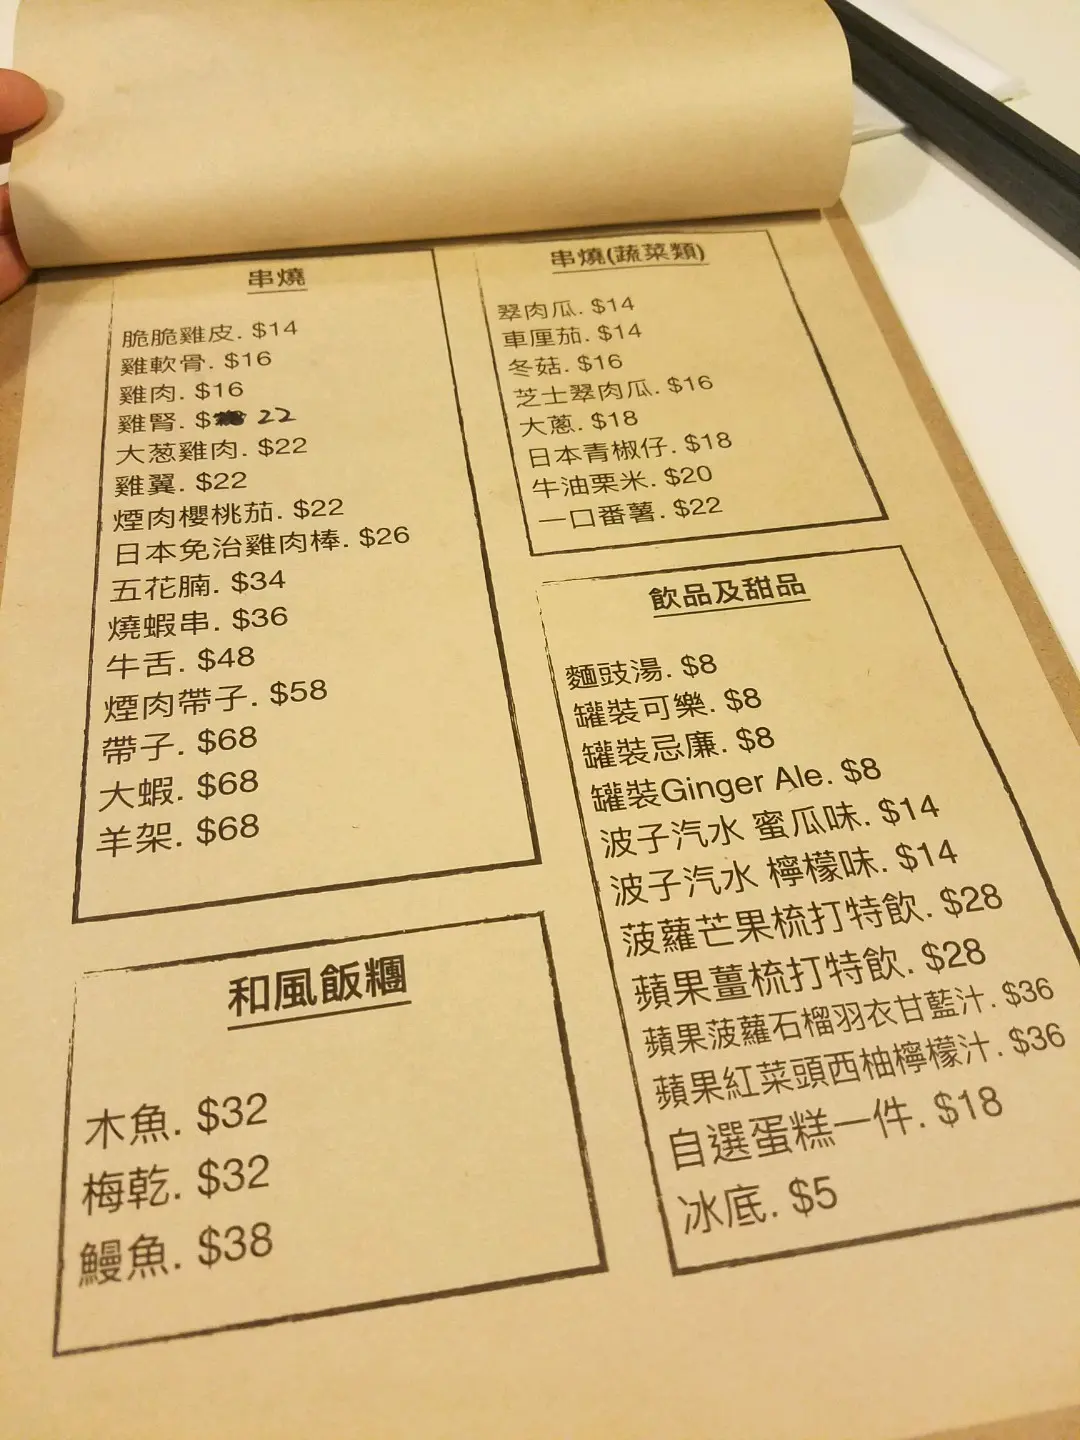 串燒
脆脆雞皮. $14
雞軟骨. $16
雞肉. $16
雞腎. $ 22
大葱雞肉. $22
雞翼. $22
煙肉櫻桃茄. $22
日本免治雞肉棒. $26
五花腩. $34
燒蝦串. $36
牛舌. $48
煙肉帶子. $58
帶子. $68
大蝦. $68
羊架. $68
和風飯糰
木魚. $32
梅乾. $32
鰻魚. $38
串燒(蔬菜類)
翠肉瓜. $14
車厘茄. $14
冬菇. $16
芝士翠肉瓜. $16
大蔥. $18
日本青椒仔. $18
牛油栗米. $20
一口番薯. $22
飲品及甜品
麵豉湯. $8
罐裝可樂. $8
罐裝忌廉. $8
罐裝Ginger Ale. $8
波子汽水 蜜瓜味. $14
波子汽水 檸檬味. $14
菠蘿芒果梳打特飲. $28
蘋果薑梳打特飲. $28
蘋果菠蘿石榴羽衣甘藍汁. $36
蘋果紅菜頭西柚檸檬汁. $36
自選蛋糕一件. $18
冰底. $5